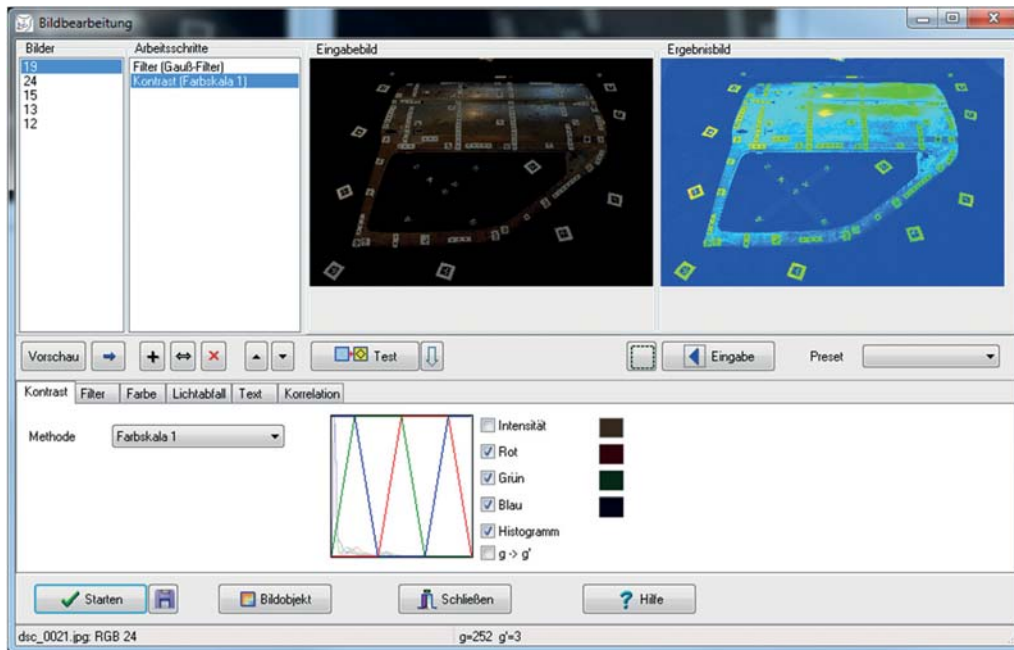 Bildbearbeitung
Bilder
19
24
15
13
12
Arbeitsschritte
Filter (Gauß-Filter)
Kontrast (Farbskala 1)
Eingabebild
Ergebnisbild
Vorschau
Test
Eingabe
Preset
Kontrast Filter Farbe Lichtabfall Text Korrelation
Methode Farbskala 1
Intensität
Rot
Grün
Blau
Histogramm
g -> g'
Starten Bildobjekt Schließen Hilfe
dsc_0021.jpg: RGB 24 g=252 g'=3